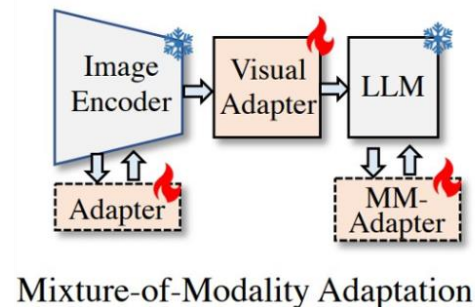 Image
Encoder
Visual
Adapter
LLM
Adapter
MM-
Adapter
Mixture-of-Modality Adaptation